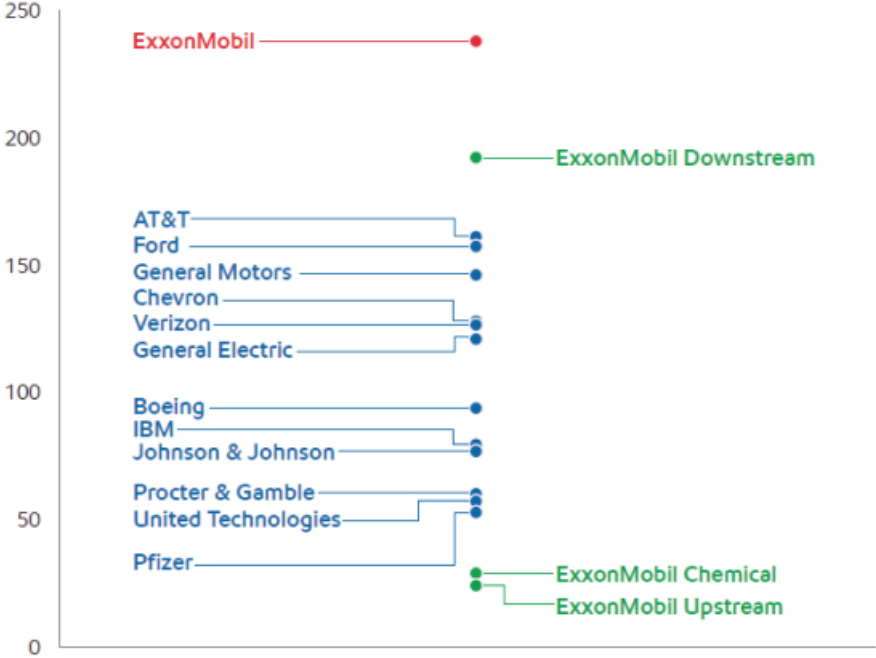 250
ExxonMobil
200
ExxonMobil Downstream
AT&T
Ford
150
General Motors
Chevron
Verizon
General Electric
100
Boeing
IBM
Johnson & Johnson
Procter & Gamble
50
United Technologies
Pfizer
ExxonMobil Chemical
ExxonMobil Upstream
0